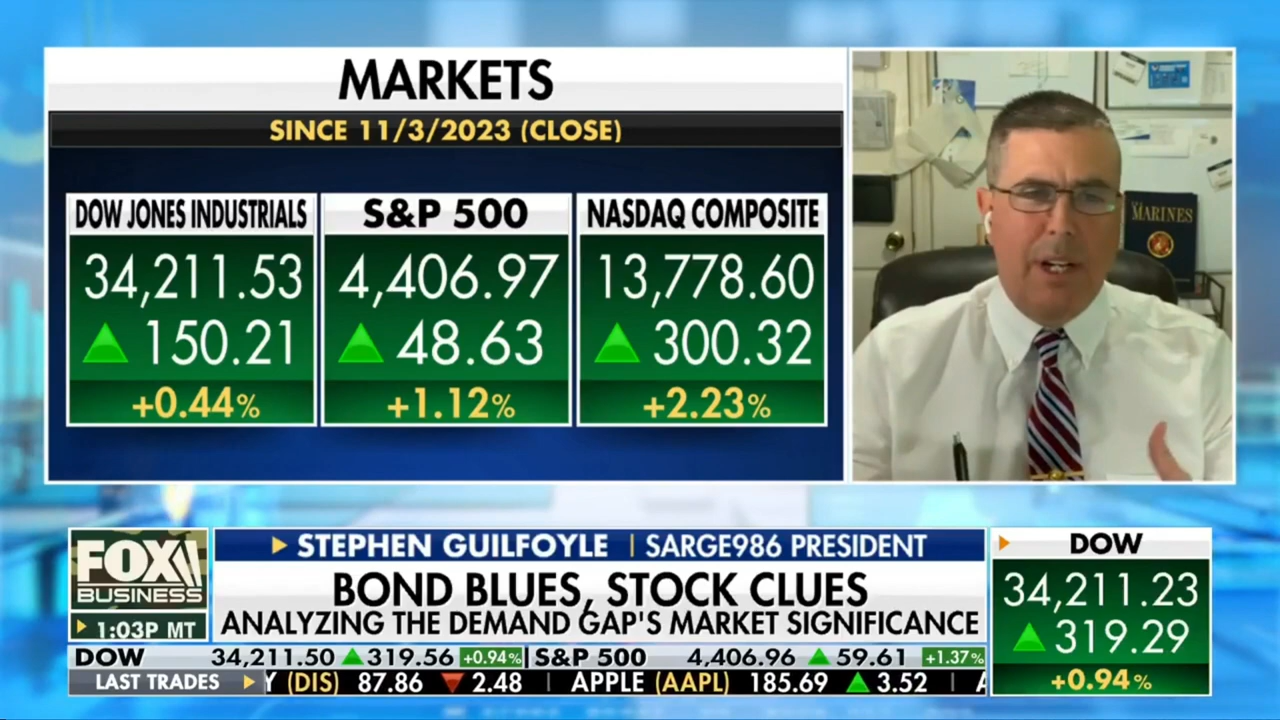 MARKETS
SINCE 11/3/2023 (CLOSE)
DOW JONES INDUSTRIALS
34,211.53
150.21
+0.44%
S&P 500
4,406.97
48.63
+1.12%
NASDAQ COMPOSITE
13,778.60
300.32
+2.23%
MARINES
FOX
BUSINESS
1:03P MT
STEPHEN GUILFOYLE | SARGE986 PRESIDENT
BOND BLUES, STOCK CLUES
ANALYZING THE DEMAND GAP'S MARKET SIGNIFICANCE
DOW
34,211.23
319.29
+0.94%
DOW 34,211.50 319.56 +0.94% S&P 500 4,406.96 59.61 +1.37%
LAST TRADES Y (DIS) 87.86 2.48 | APPLE (AAPL) 185.69 3.52 |